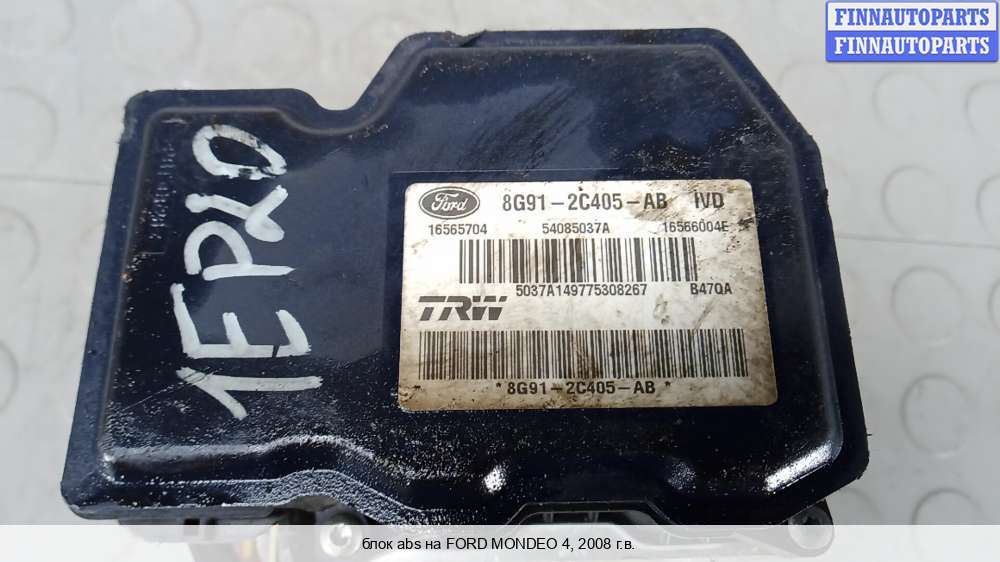 FINNAUTOPARTS
FINNAUTOPARTS
1EP20
Ford 8G91-2C405-AB IVD
16565704 54085037A 16566004E
5037A149775308267 B47QA
TRW
*8G91-2C405-AB*
блок abs на FORD MONDEO 4, 2008 г.в.